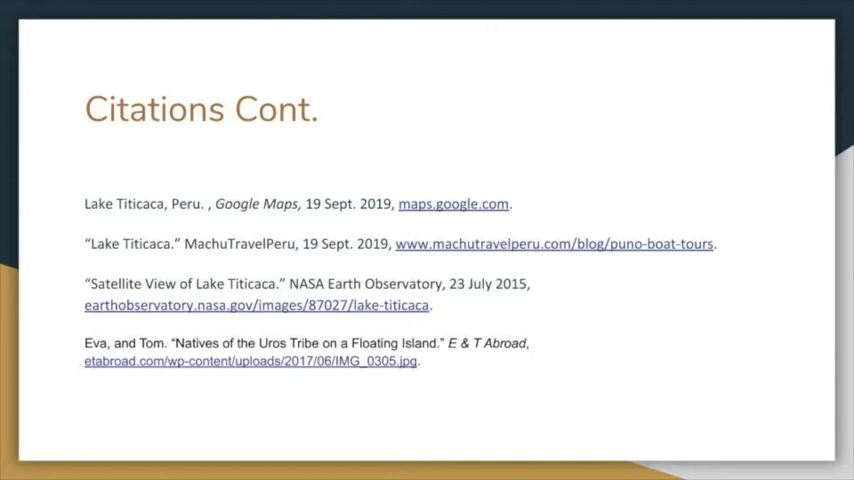 Citations Cont.
Lake Titicaca, Peru. , Google Maps, 19 Sept. 2019, maps.google.com.
“Lake Titicaca.” MachuTravelPeru, 19 Sept. 2019, www.machutravelperu.com/blog/puno-boat-tours.
“Satellite View of Lake Titicaca.” NASA Earth Observatory, 23 July 2015,
earthobservatory.nasa.gov/images/87027/lake-titicaca.
Eva, and Tom. “Natives of the Uros Tribe on a Floating Island.” E & T Abroad,
etabroad.com/wp-content/uploads/2017/06/IMG_0305.jpg.